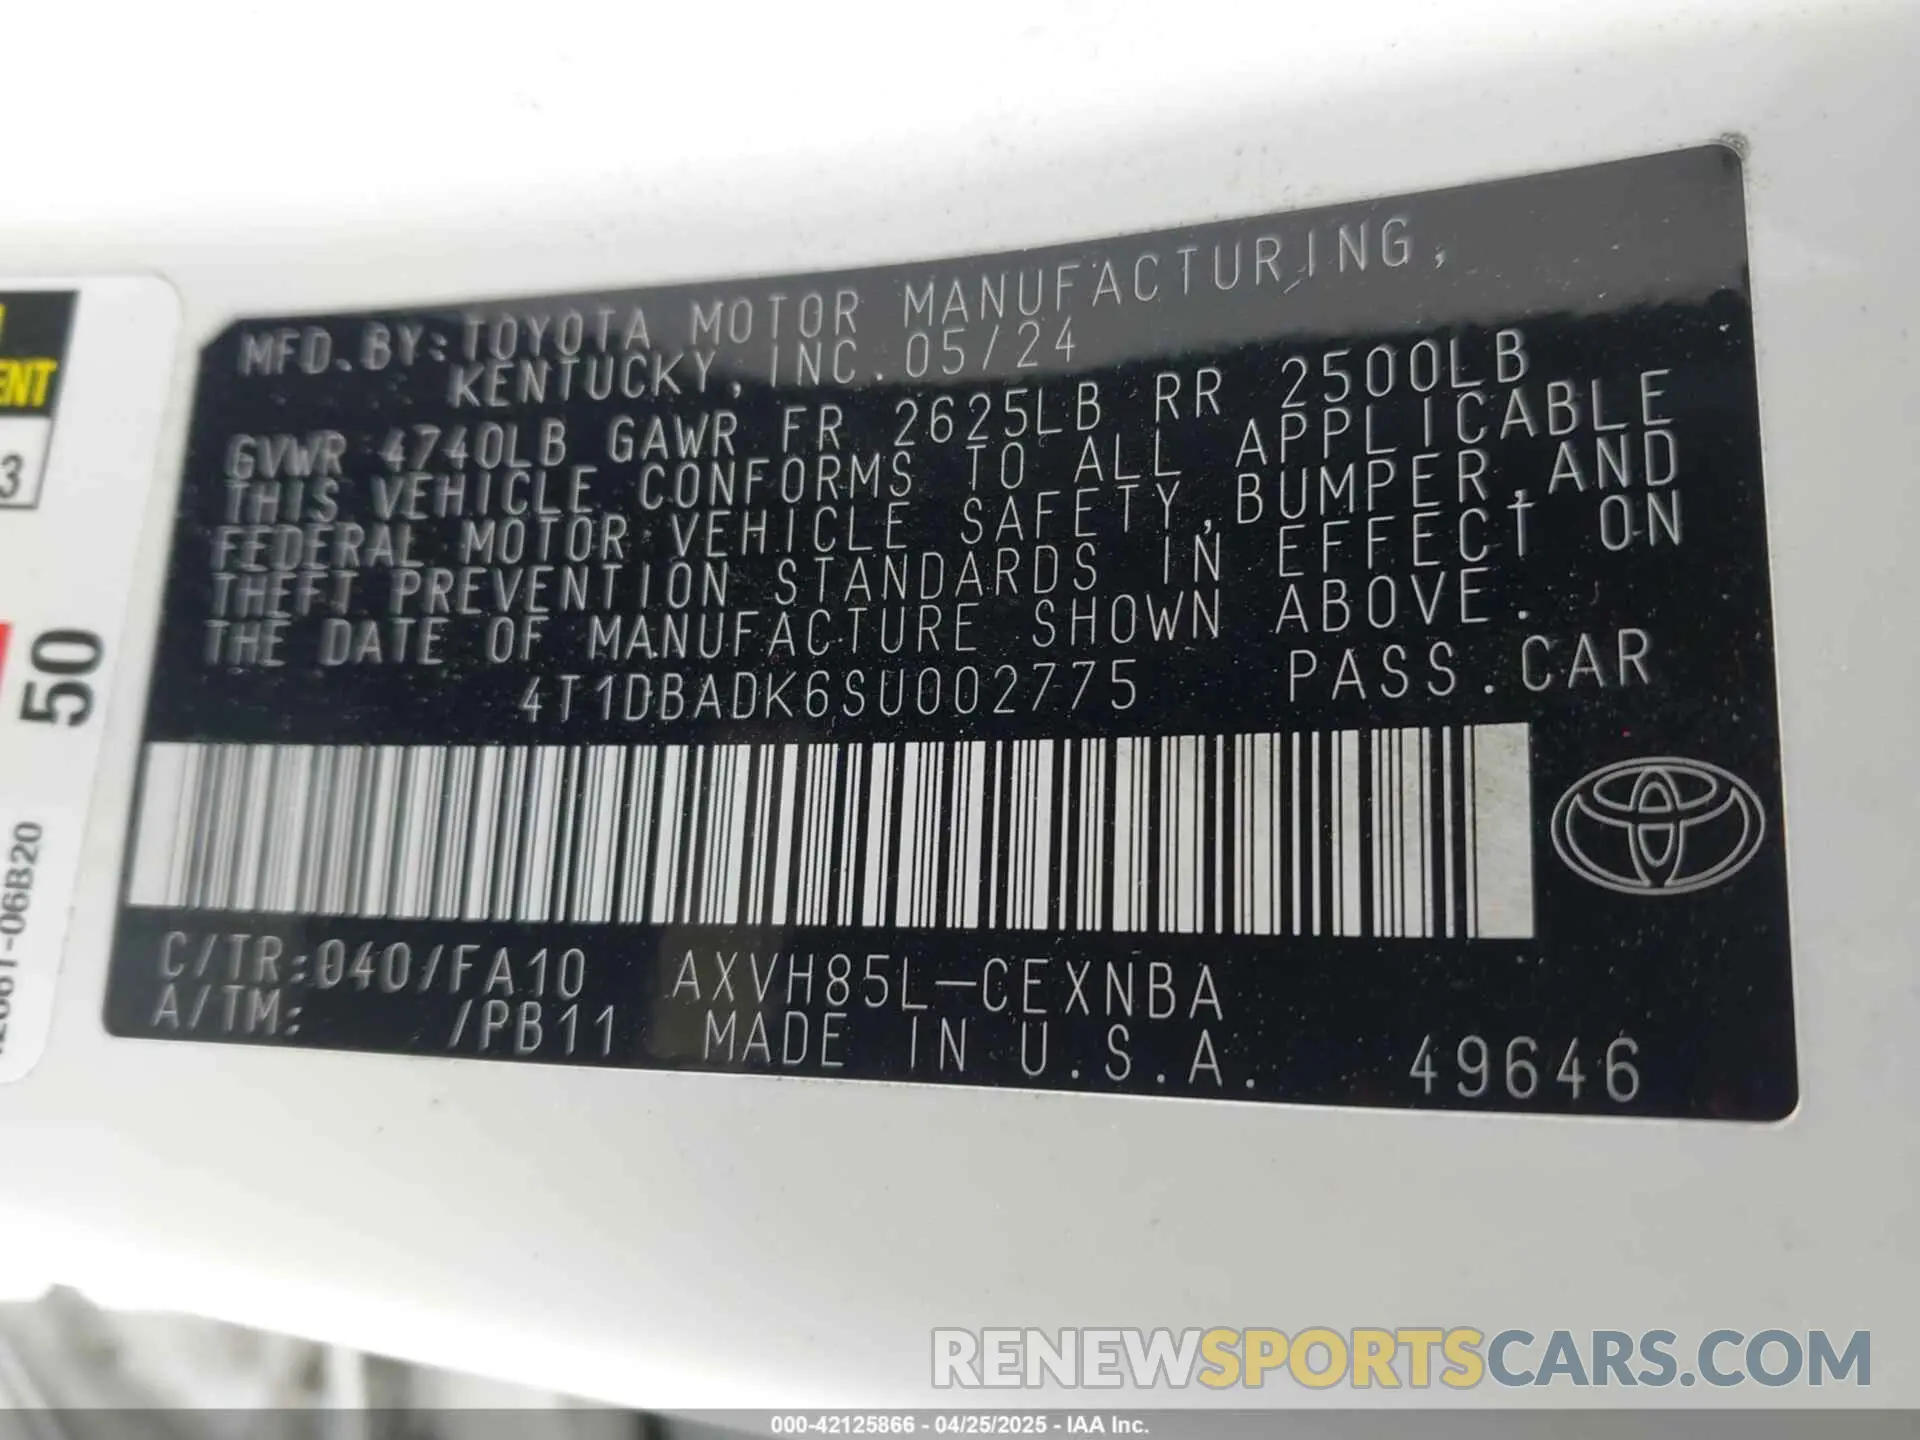 MFD. BY: TOYOTA MOTOR MANUFACTURING,
KENTUCKY, INC. 05/24
GVWR 4740LB GAWR FR 2625LB RR 2500LB
THIS VEHICLE CONFORMS TO ALL APPLICABLE
FEDERAL MOTOR VEHICLE SAFETY, BUMPER, AND
THEFT PREVENTION STANDARDS IN EFFECT ON
THE DATE OF MANUFACTURE SHOWN ABOVE.
4T1DBADK6SU002775 PASS. CAR
C/TR: 040/FA10 AXVH85L-CEXNBA
A/TM: /PB11 MADE IN U.S.A. 49646
ENT
3
50
-06B20
RENEWSPORTSCARS.COM
000-42125866 - 04/25/2025 - IAA Inc.